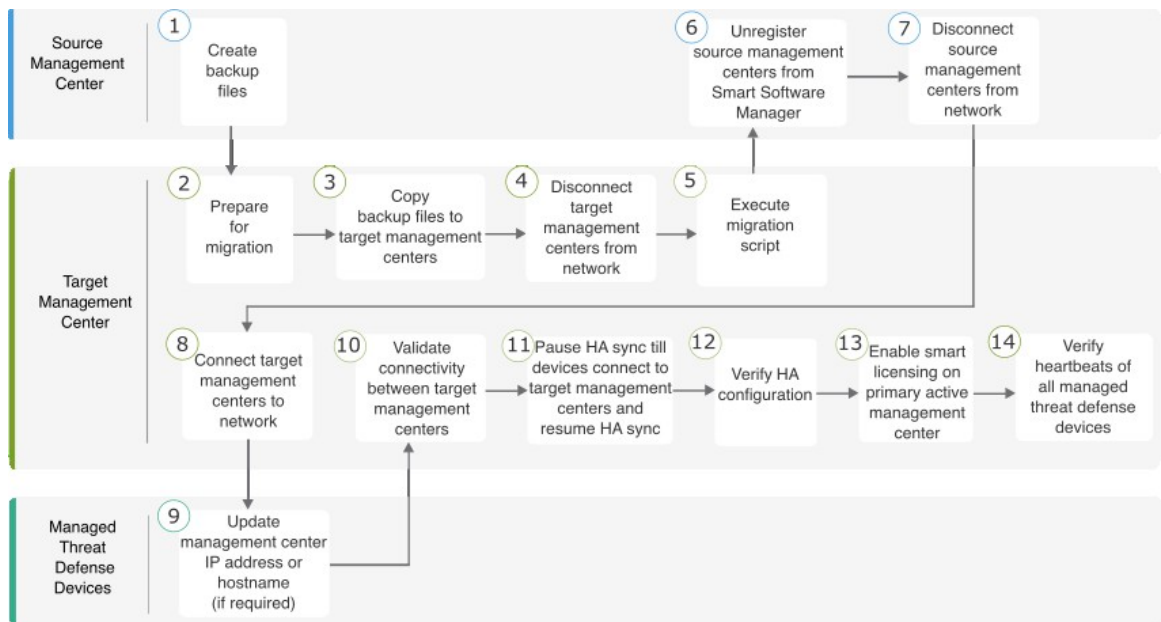 Source
Management
Center
1
Create
backup
files
6
Unregister
source management
centers from
Smart Software
Manager
7
Disconnect
source
management
centers from
network
Target
Management
Center
2
Prepare
for
migration
3
Copy
backup files to
target management
centers
4
Disconnect
target
management
centers from
network
5
Execute
migration
script
8
Connect target
management
centers to
network
10
Validate
connectivity
between target
management
centers
11
Pause HA sync till
devices connect to
target management
centers and
resume HA sync
12
Verify HA
configuration
13
Enable smart
licensing on
primary active
management
center
14
Verify
heartbeats of
all managed
threat defense
devices
Managed
Threat
Defense
Devices
9
Update
management center
IP address or
hostname
(if required)